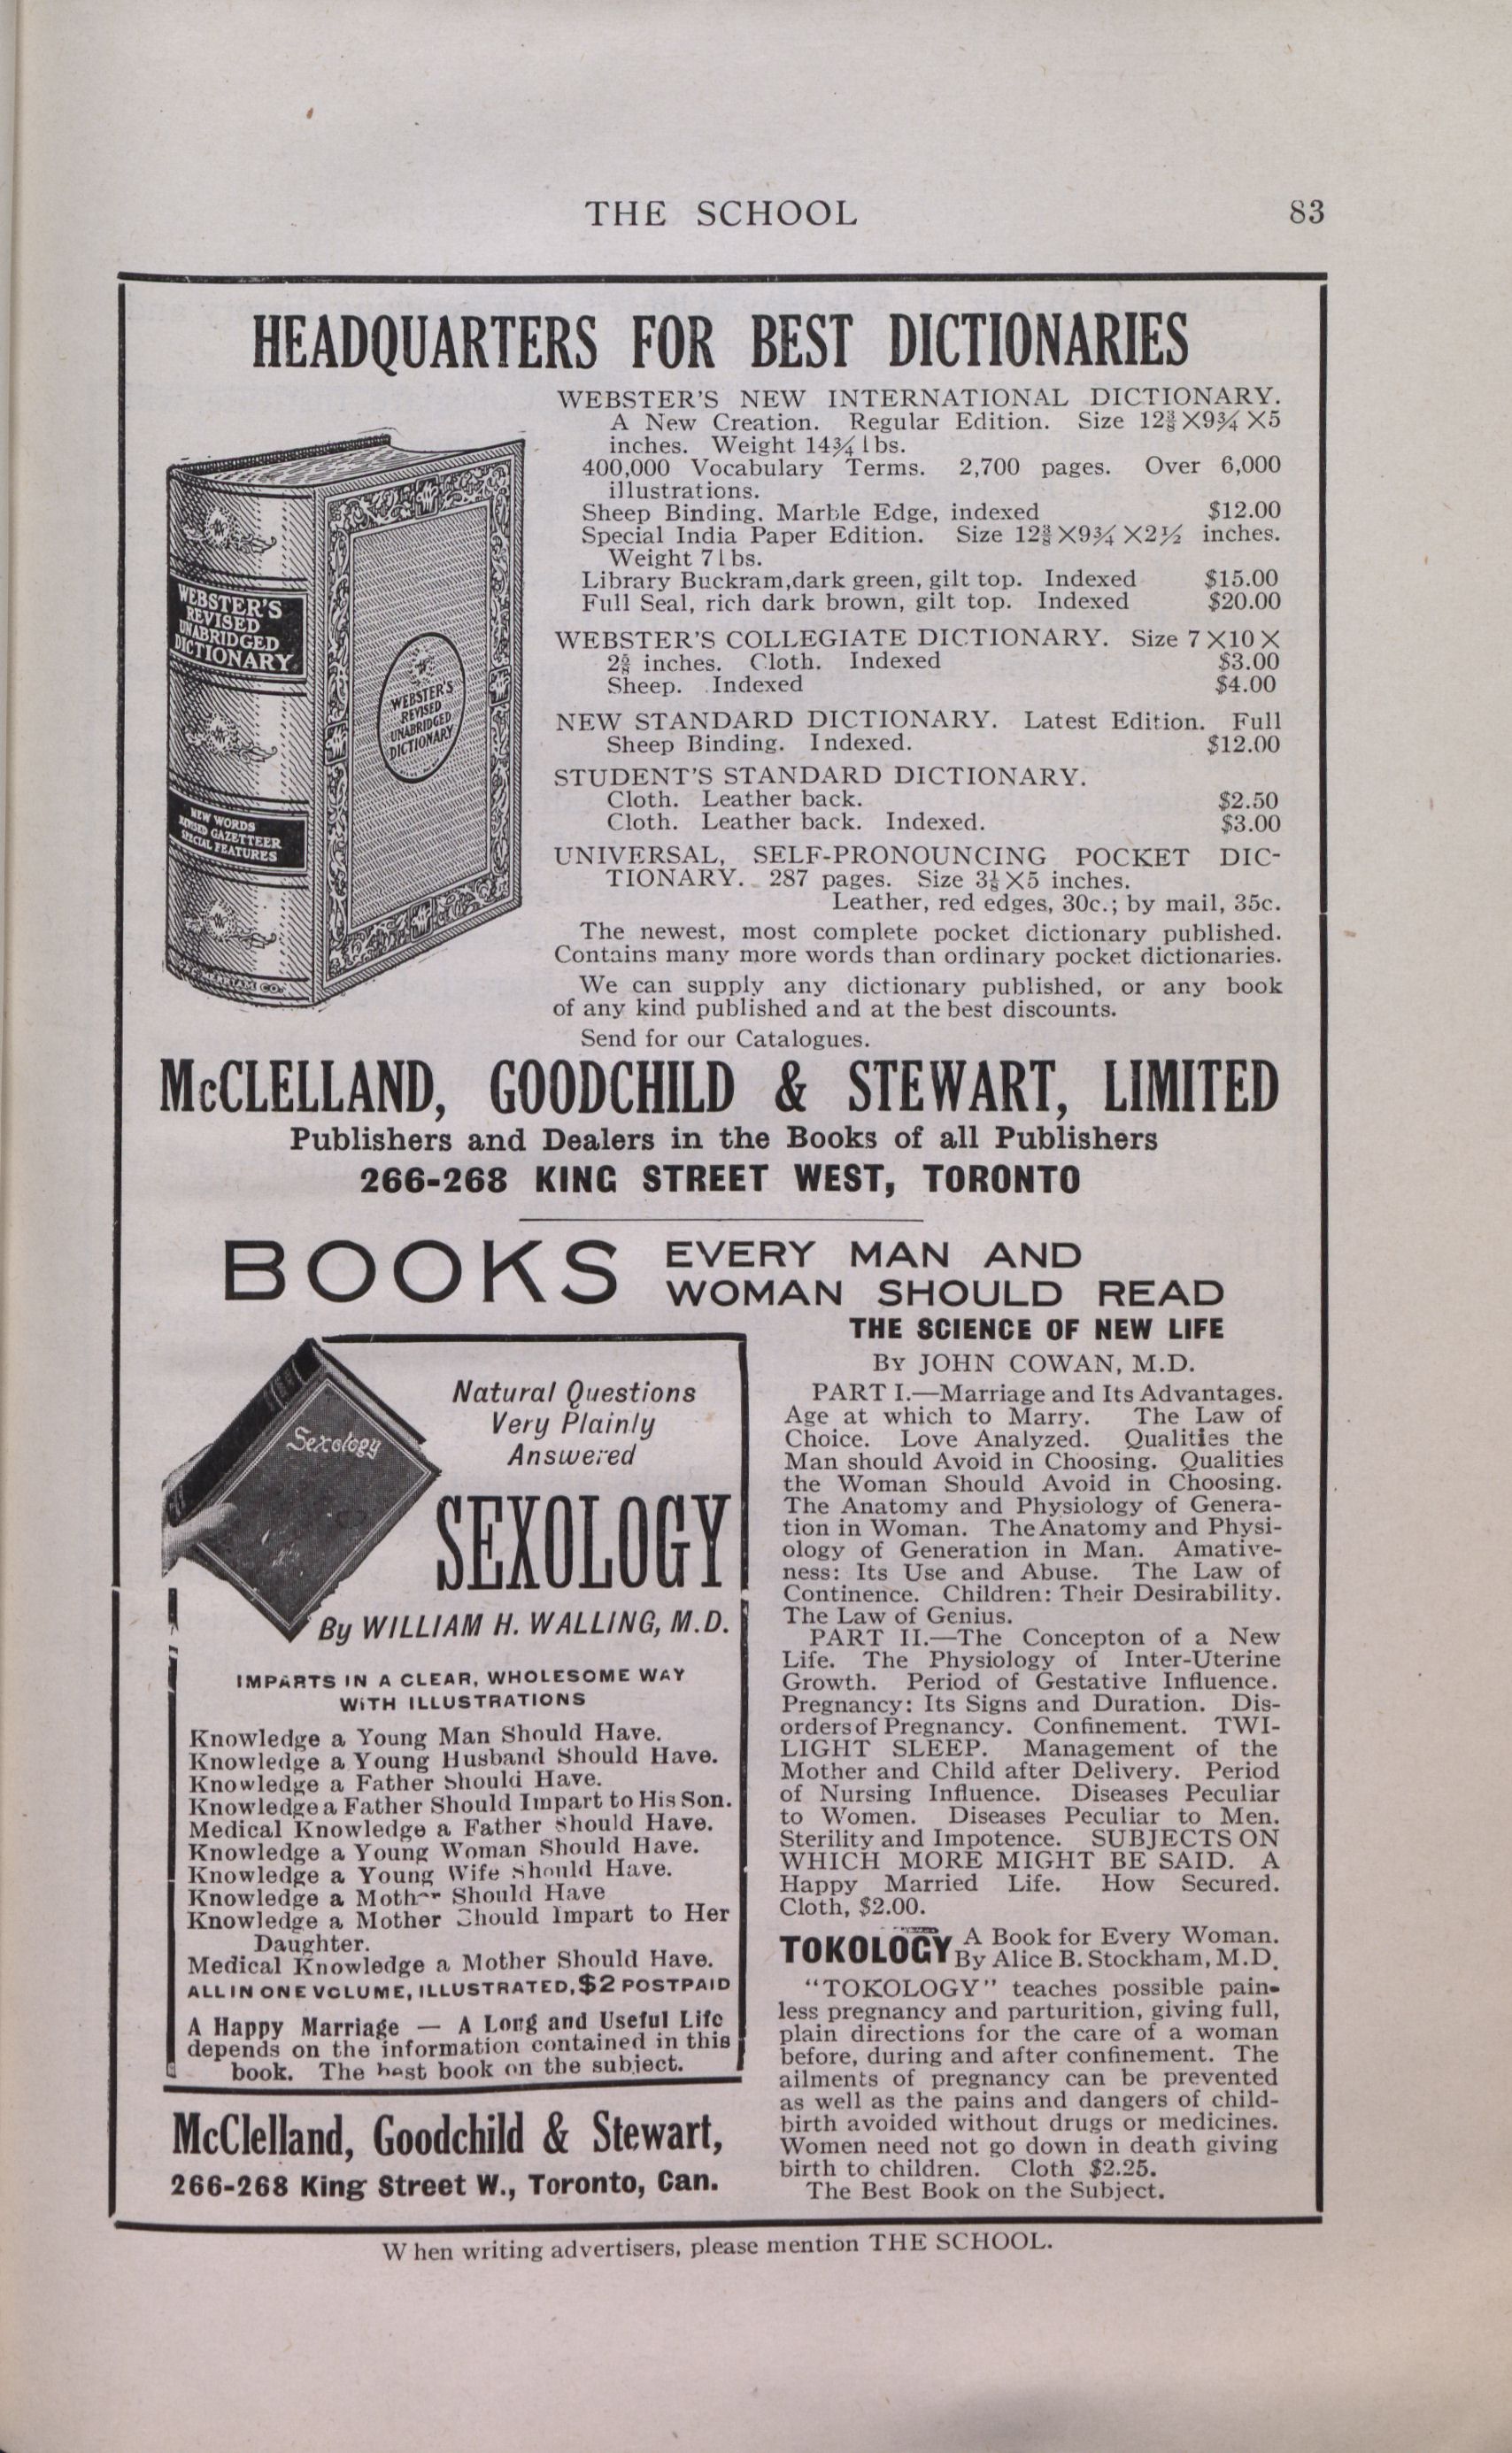 THE SCHOOL
83
HEADQUARTERS FOR BEST DICTIONARIES
WEBSTER'S
REVISED
UNABRIDGED
DICTIONARY
NEW WORDS
REVISED GAZETTEER
SPECIAL FEATURES
WEBSTER'S
REVISED
UNABRIDGED
DICTIONARY
WEBSTER'S NEW INTERNATIONAL DICTIONARY.
A New Creation. Regular Edition. Size 12⅜ X9¾ X5
inches. Weight 14¾ lbs.
400,000 Vocabulary Terms. 2,700 pages. Over 6,000
illustrations.
Sheep Binding. Marble Edge, indexed $12.00
Special India Paper Edition. Size 12⅜ X9¾ X2½ inches.
Weight 7 lbs.
Library Buckram, dark green, gilt top. Indexed $15.00
Full Seal, rich dark brown, gilt top. Indexed $20.00
WEBSTER'S COLLEGIATE DICTIONARY. Size 7 X10 X
inches. Cloth. Indexed $3.00
Sheep. Indexed $4.00
NEW STANDARD DICTIONARY. Latest Edition. Full
Sheep Binding. Indexed. $12.00
STUDENT'S STANDARD DICTIONARY.
Cloth. Leather back. $2.50
Cloth. Leather back. Indexed. $3.00
UNIVERSAL, SELF-PRONOUNCING POCKET DIC-
TIONARY. 287 pages. Size X5 inches.
Leather, red edges, 30c.; by mail, 35c.
The newest, most complete pocket dictionary published.
Contains many more words than ordinary pocket dictionaries.
We can supply any dictionary published, or any book
of any kind published and at the best discounts.
Send for our Catalogues.
McCLELLAND, GOODCHILD & STEWART, LIMITED
Publishers and Dealers in the Books of all Publishers
266-268 KING STREET WEST, TORONTO
BOOKS EVERY MAN AND
WOMAN SHOULD READ
Sexology
Natural Questions
Very Plainly
Answered
SEXOLOGY
By WILLIAM H. WALLING, M.D.
IMPARTS IN A CLEAR, WHOLESOME WAY
WITH ILLUSTRATIONS
Knowledge a Young Man Should Have.
Knowledge a Young Husband Should Have.
Knowledge a Father Should Have.
Knowledge a Father Should Impart to His Son.
Medical Knowledge a Father Should Have.
Knowledge a Young Woman Should Have.
Knowledge a Young Wife Should Have.
Knowledge a Mother Should Have
Knowledge a Mother Should Impart to Her
Daughter.
Medical Knowledge a Mother Should Have.
ALL IN ONE VOLUME, ILLUSTRATED, $2 POSTPAID
A Happy Marriage — A Long and Useful Life
depends on the information contained in this
book. The best book on the subject.
McClelland, Goodchild & Stewart,
266-268 King Street W., Toronto, Can.
THE SCIENCE OF NEW LIFE
By JOHN COWAN, M.D.
PART I.—Marriage and Its Advantages.
Age at which to Marry. The Law of
Choice. Love Analyzed. Qualities the
Man should Avoid in Choosing. Qualities
the Woman Should Avoid in Choosing.
The Anatomy and Physiology of Genera-
tion in Woman. The Anatomy and Physi-
ology of Generation in Man. Amative-
ness: Its Use and Abuse. The Law of
Continence. Children: Their Desirability.
The Law of Genius.
PART II.—The Concepton of a New
Life. The Physiology of Inter-Uterine
Growth. Period of Gestative Influence.
Pregnancy: Its Signs and Duration. Dis-
orders of Pregnancy. Confinement. TWI-
LIGHT SLEEP. Management of the
Mother and Child after Delivery. Period
of Nursing Influence. Diseases Peculiar
to Women. Diseases Peculiar to Men.
Sterility and Impotence. SUBJECTS ON
WHICH MORE MIGHT BE SAID. A
Happy Married Life. How Secured.
Cloth, $2.00.
TOKOLOGY A Book for Every Woman.
By Alice B. Stockham, M.D.
"TOKOLOGY" teaches possible pain-
less pregnancy and parturition, giving full,
plain directions for the care of a woman
before, during and after confinement. The
ailments of pregnancy can be prevented
as well as the pains and dangers of child-
birth avoided without drugs or medicines.
Women need not go down in death giving
birth to children. Cloth $2.25.
The Best Book on the Subject.
When writing advertisers, please mention THE SCHOOL.